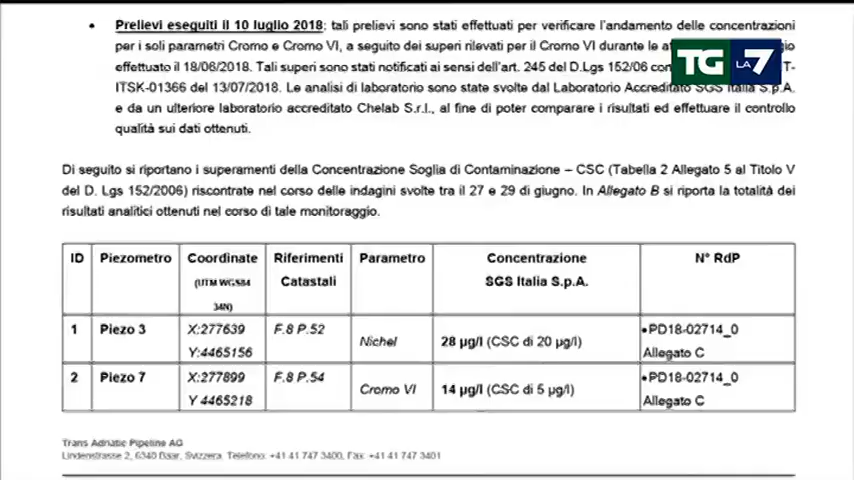 • Prelievi eseguiti il 10 luglio 2018; tali prelievi sono stati effettuati per verificare l'andamento delle concentrazioni
per i soli parametri Cromo e Cromo VI, a seguito dei superi rilevati per il Cromo VI durante le
effettuato il 18/06/2018. Tali superi sono stati notificati ai sensi dell'art. 245 del D.Lgs 152/06
ITSK-01366 del 13/07/2018. Le analisi di laboratorio sono state svolte dal Laboratorio Accreditato SGS Italia S.p.A.
e da un ulteriore laboratorio accreditato Chelab S.r.l., al fine di poter comparare i risultati ed effettuare il controllo
qualità sui dati ottenuti.
TG LA 7
Di seguito si riportano i superamenti della Concentrazione Soglia di Contaminazione – CSC (Tabella 2 Allegato 5 al Titolo V
del D. Lgs 152/2006) riscontrate nel corso delle indagini svolte tra il 27 e 29 di giugno. In Allegato B si riporta la totalità dei
risultati analitici ottenuti nel corso di tale monitoraggio.
ID Piezometro Coordinate (UTM WGS84 34N) Riferimenti Catastali Parametro Concentrazione SGS Italia S.p.A. N° RdP
1 Piezo 3 X:277639 Y:4465156 F.8 P.52 Nichel 28 µg/l (CSC di 20 µg/l) •PD18-02714_0 Allegato C
2 Piezo 7 X:277899 Y 4465218 F.8 P.54 Cromo VI 14 µg/l (CSC di 5 µg/l) •PD18-02714_0 Allegato C
Trans Adriatic Pipeline AG
Lindenstrasse 2, 6340 Baar, Svizzera. Telefono: +41 41 747 3400, Fax: +41 41 747 3401